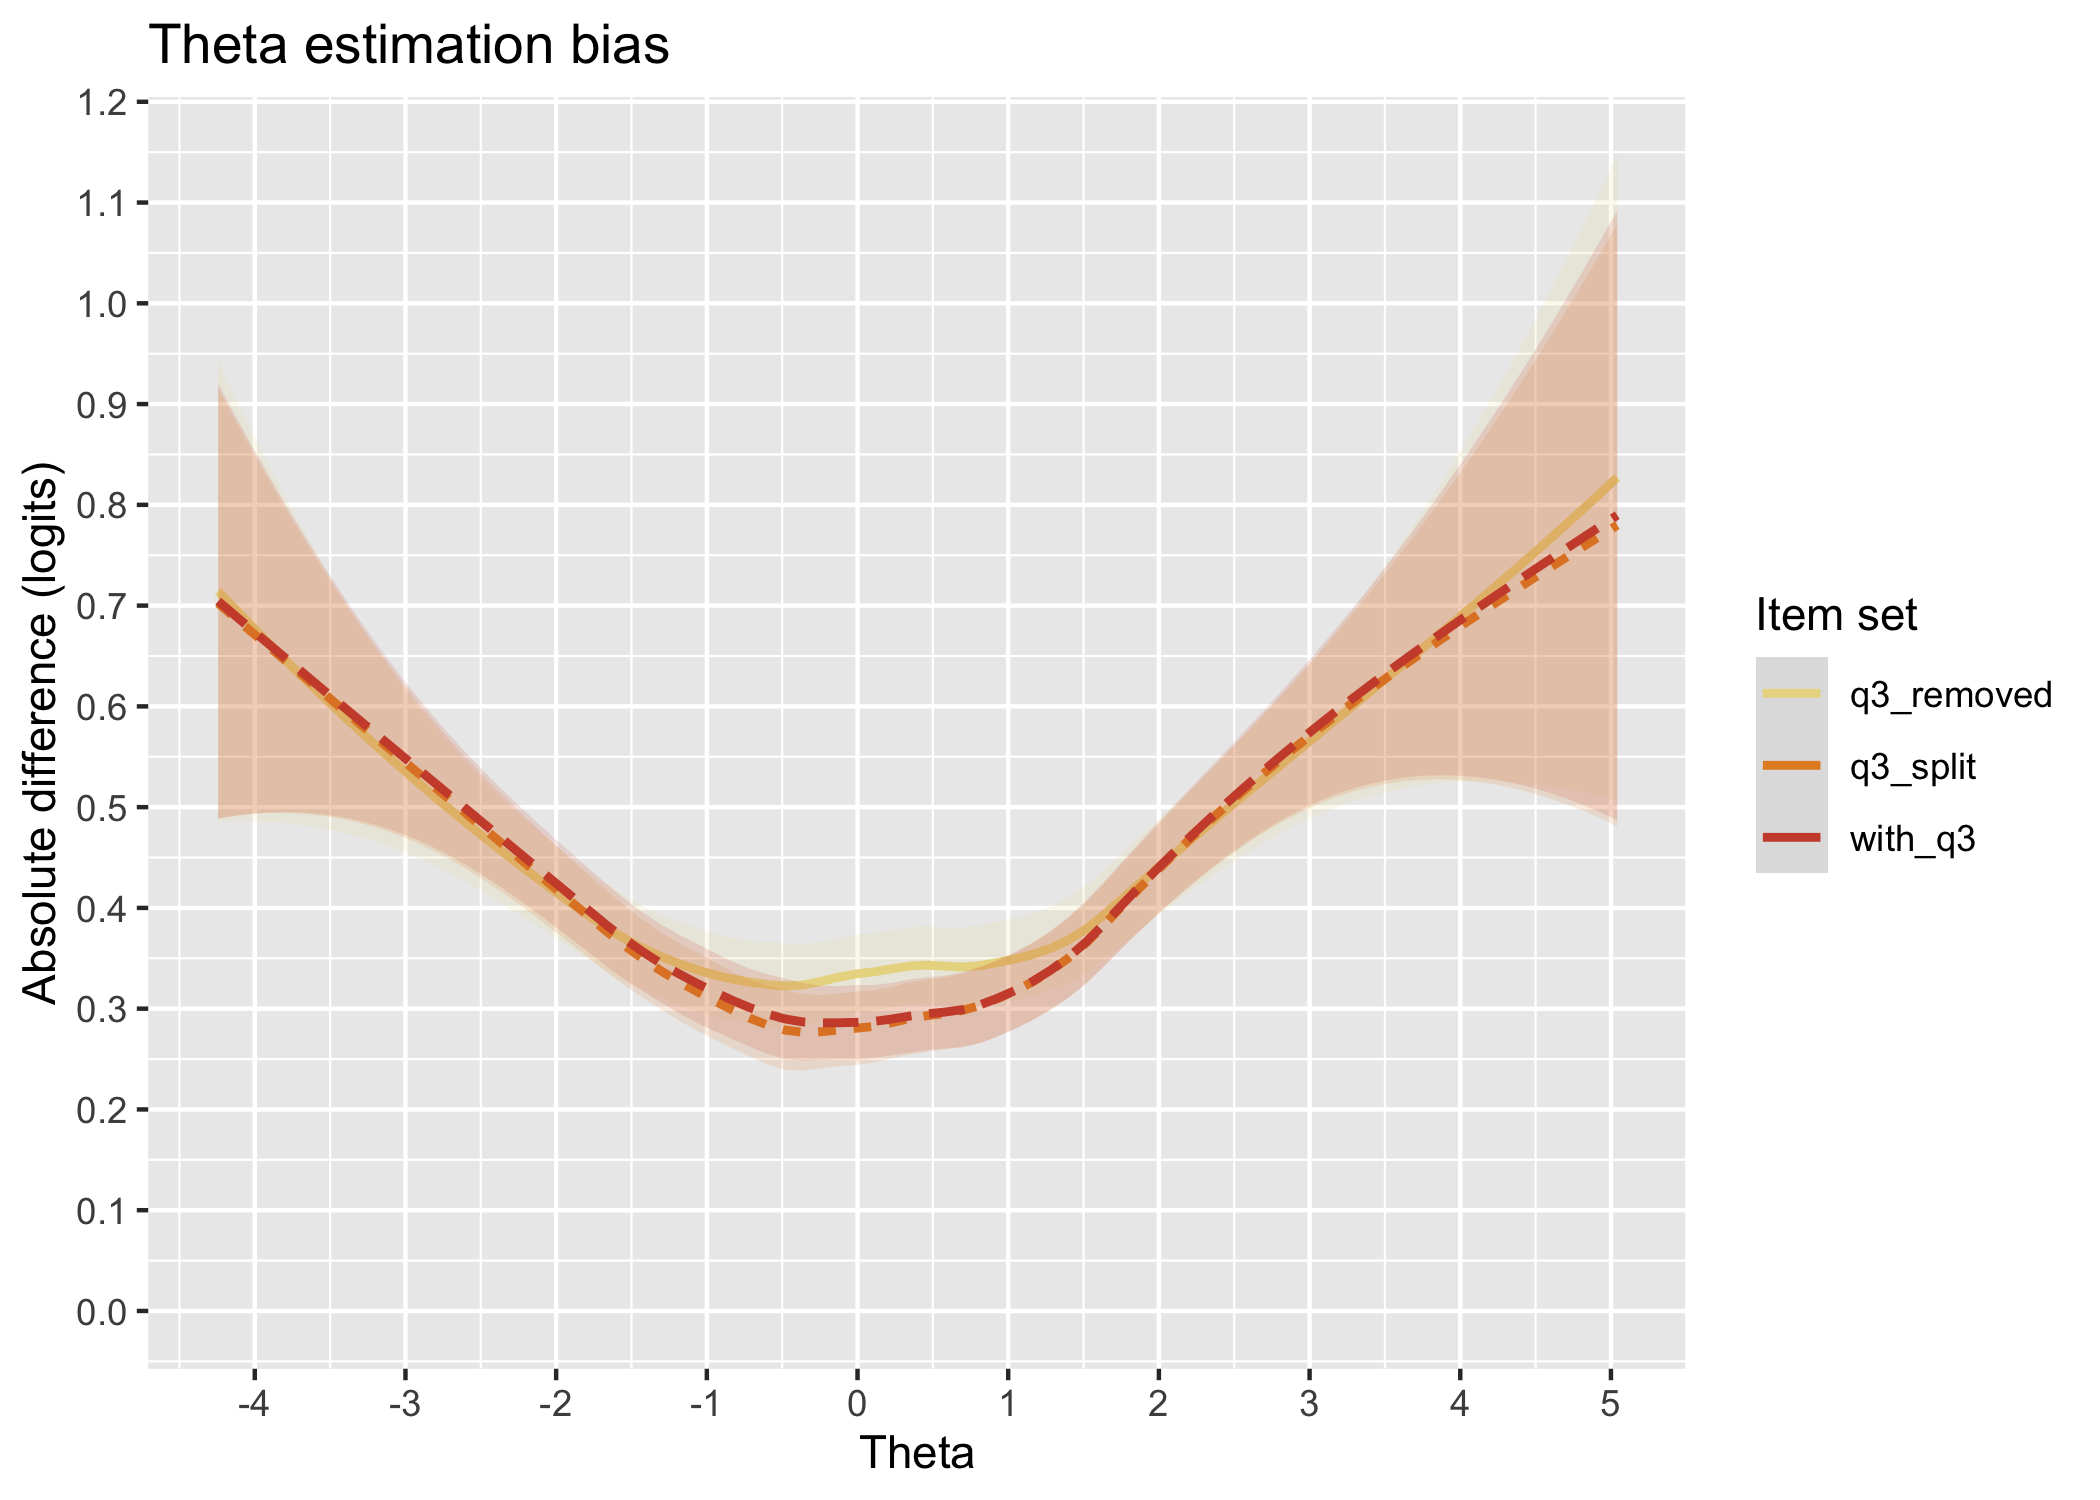 Theta estimation bias
1.2
1.1
1.0
0.9
0.8
0.7
0.6
0.5
0.4
0.3
0.2
0.1
0.0
Absolute difference (logits)
-4 -3 -2 -1 0 1 2 3 4 5
Theta
Item set
q3_removed
q3_split
with_q3